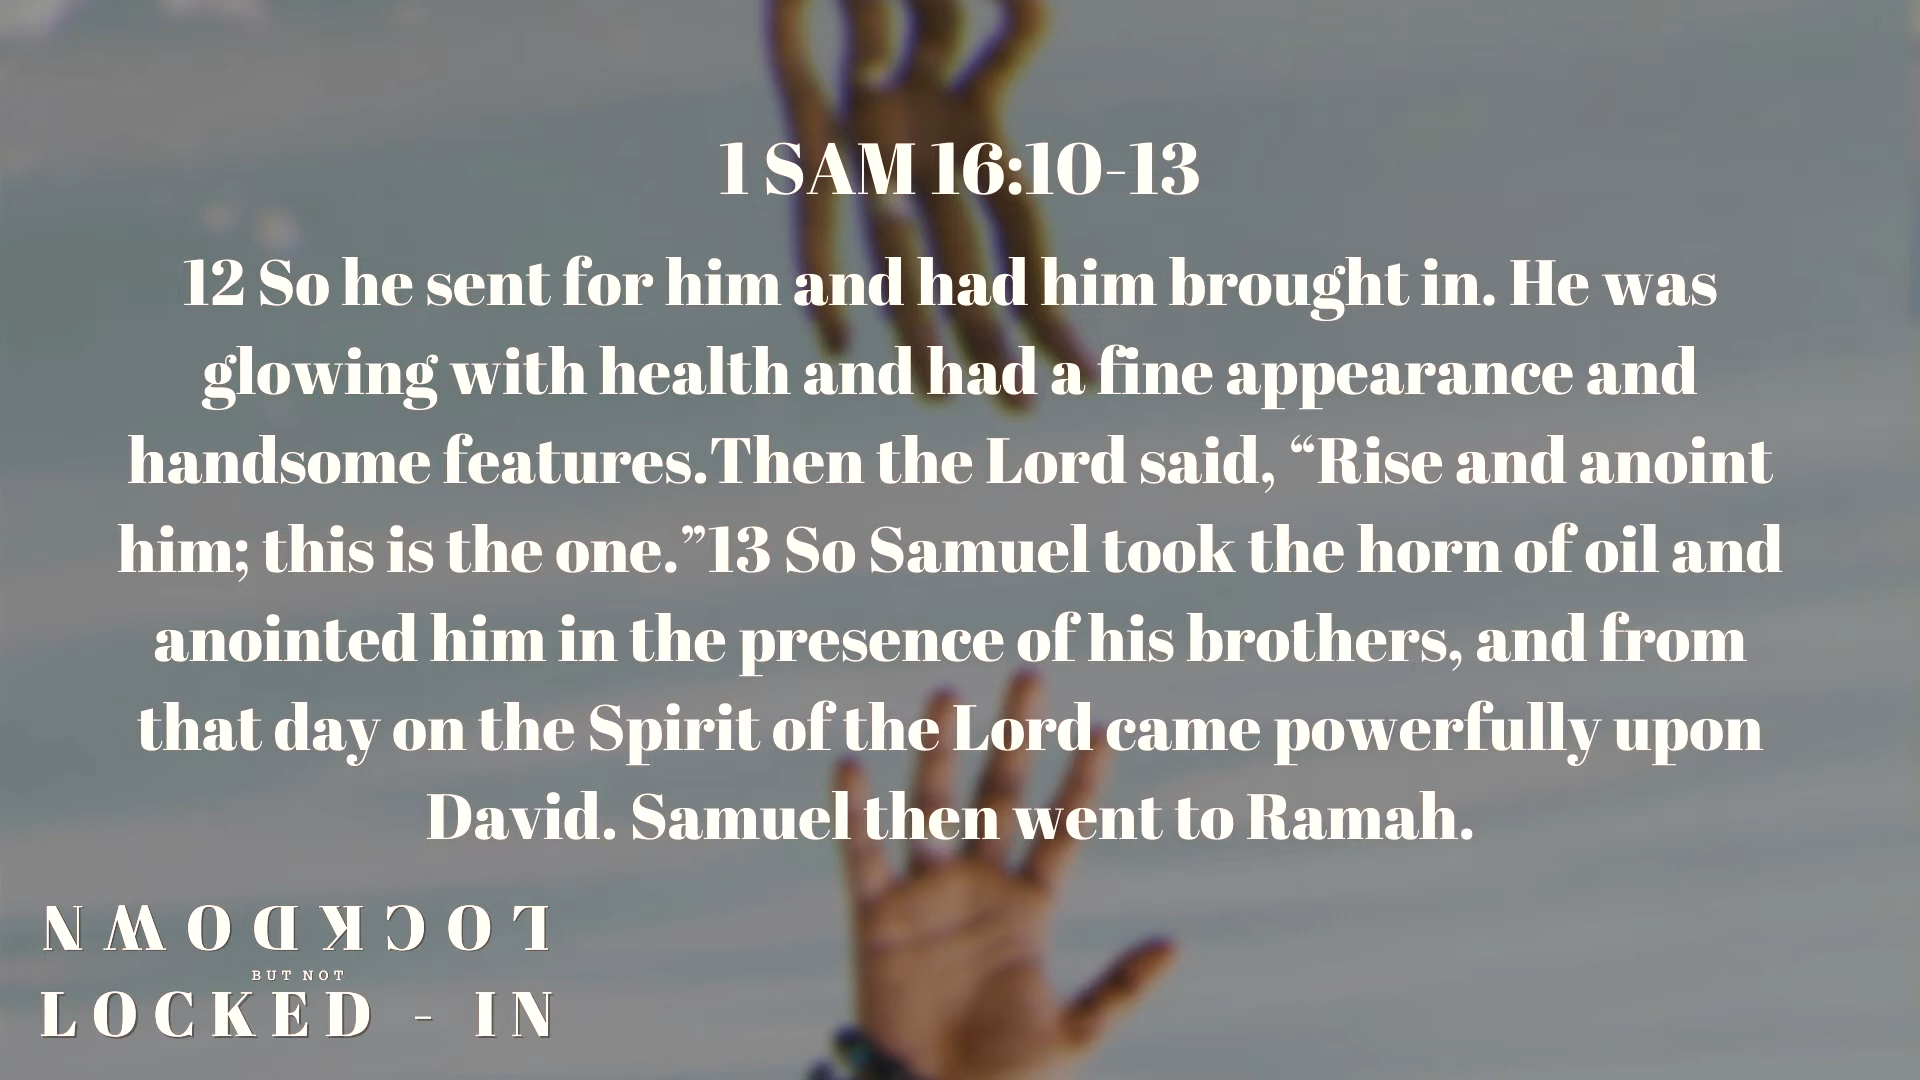 1 SAM 16:10-13
12 So he sent for him and had him brought in. He was
glowing with health and had a fine appearance and
handsome features.Then the Lord said, “Rise and anoint
him; this is the one.”13 So Samuel took the horn of oil and
anointed him in the presence of his brothers, and from
that day on the Spirit of the Lord came powerfully upon
David. Samuel then went to Ramah.
LOCKDOWN
BUT NOT
LOCKED - IN